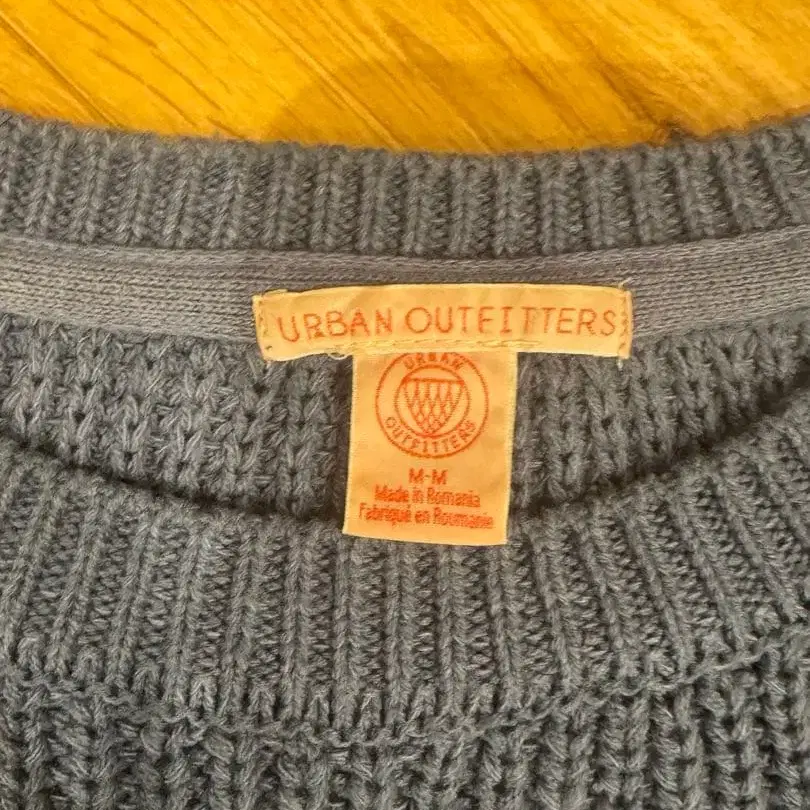 URBAN OUTFITTERS
URBAN
OUTFITTERS
M-M
Made in Romania
Fabriqué en Roumanie